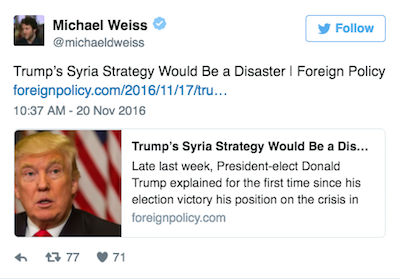 Michael Weiss
@michaeldweiss
Follow
Trump's Syria Strategy Would Be a Disaster | Foreign Policy
foreignpolicy.com/2016/11/17/tru…
10:37 AM - 20 Nov 2016
Trump's Syria Strategy Would Be a Dis...
Late last week, President-elect Donald
Trump explained for the first time since his
election victory his position on the crisis in
foreignpolicy.com
77
71